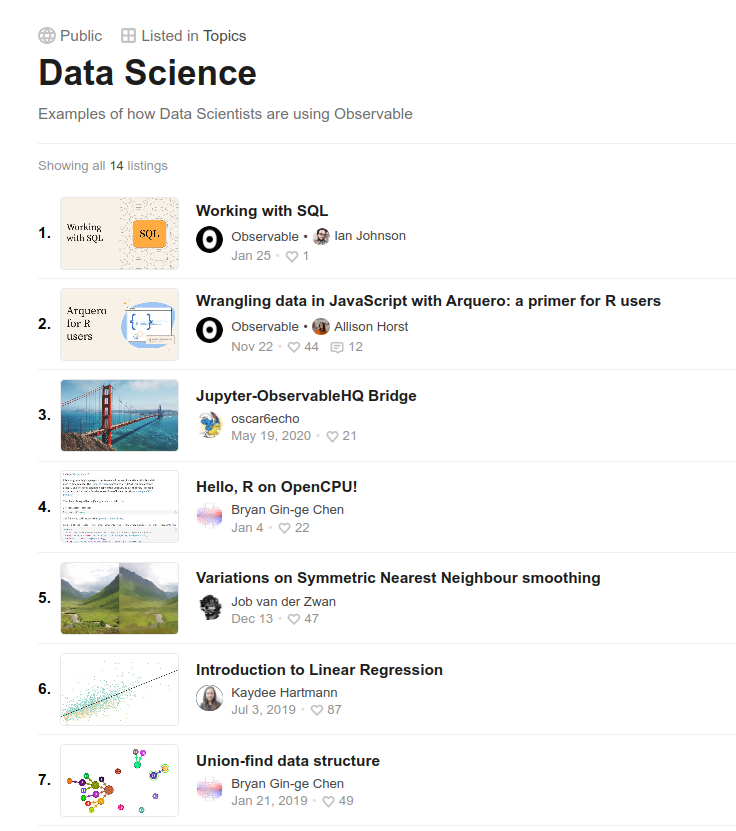 Public Listed in Topics
Data Science
Examples of how Data Scientists are using Observable
Showing all 14 listings
1.
Working
with SQL
SQL
Working with SQL
Observable • Ian Johnson
Jan 25 • 1
2.
Arquero
for R
users
{ }
Wrangling data in JavaScript with Arquero: a primer for R users
Observable • Allison Horst
Nov 22 • 44 12
3.
Jupyter-ObservableHQ Bridge
oscar6echo
May 19, 2020 • 21
4.
Hello, R on OpenCPU!
Bryan Gin-ge Chen
Jan 4 • 22
5.
Variations on Symmetric Nearest Neighbour smoothing
Job van der Zwan
Dec 13 • 47
6.
Introduction to Linear Regression
Kaydee Hartmann
Jul 3, 2019 • 87
7.
Union-find data structure
Bryan Gin-ge Chen
Jan 21, 2019 • 49